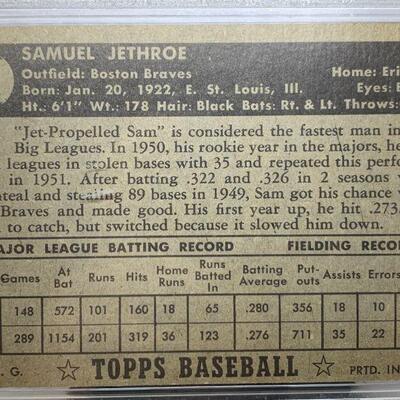 SAMUEL JETHROE
Outfield: Boston Braves Home: Eri
Born: Jan. 20, 1922, E. St. Louis, Ill. Eyes: B
Ht.: 6'1" Wt.: 178 Hair: Black Bats: Rt. & Lt. Throws:
"Jet-Propelled Sam" is considered the fastest man in
Big Leagues. In 1950, his rookie year in the majors, he
leagues in stolen bases with 35 and repeated this perfo
in 1951. After batting .322 and .326 in 2 seasons w
teal and stealing 89 bases in 1949, Sam got his chance w
Braves and made good. His first year up, he hit .273.
to catch, but switched because it slowed him down.
AJOR LEAGUE BATTING RECORD FIELDING RECO
Games At Bat Runs Hits Home Runs Runs Batted In Batting Average Put-outs Assists Errors
148 572 101 160 18 65 .280 356 18 10
289 1154 201 319 36 123 .276 711 35 22
. G. TOPPS BASEBALL PRTD. IN